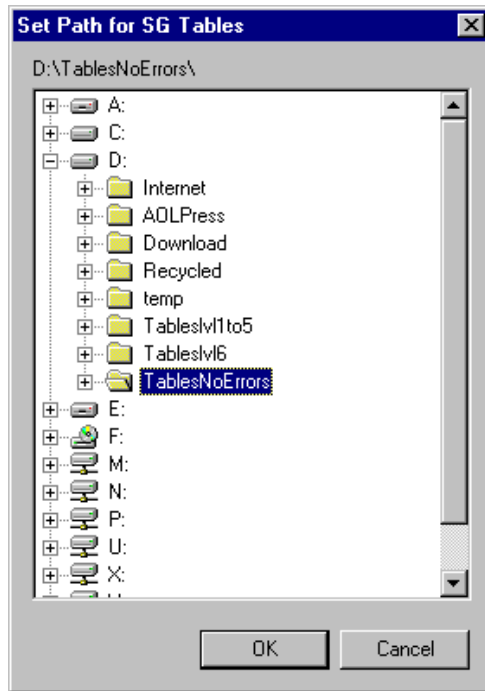 Set Path for SG Tables
D:\TablesNoErrors\
A:
C:
D:
Internet
AOLPress
Download
Recycled
temp
Tableslvl1to5
Tableslvl6
TablesNoErrors
E:
F:
M:
N:
P:
U:
X:
OK Cancel